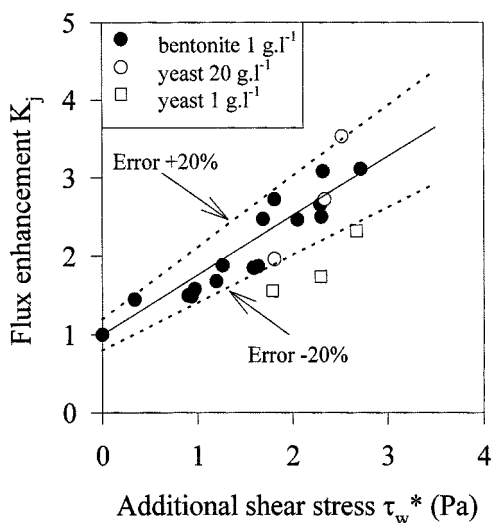 5
4
3
2
1
0
Flux enhancement K_j
bentonite 1 g.l⁻¹
yeast 20 g.l⁻¹
yeast 1 g.l⁻¹
Error +20%
Error -20%
0 1 2 3 4
Additional shear stress τ_w* (Pa)